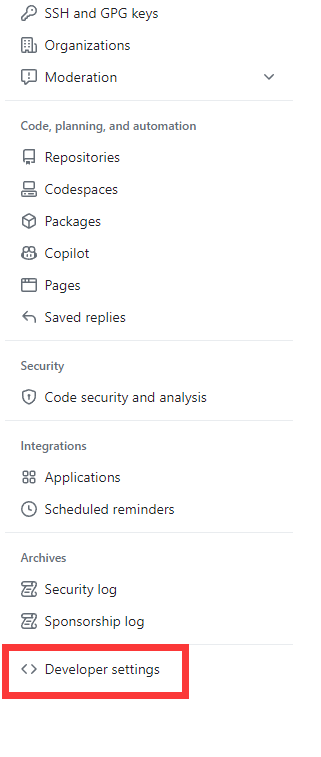 SSH and GPG keys
Organizations
Moderation
Code, planning, and automation
Repositories
Codespaces
Packages
Copilot
Pages
Saved replies
Security
Code security and analysis
Integrations
Applications
Scheduled reminders
Archives
Security log
Sponsorship log
Developer settings